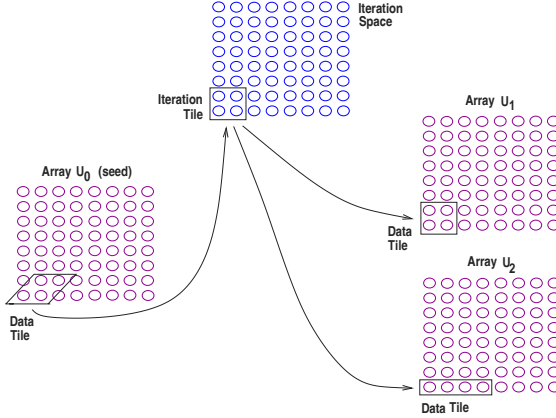 Iteration
Space
Iteration
Tile
Array U1
Array U0 (seed)
Data
Tile
Array U2
Data
Tile
Data Tile